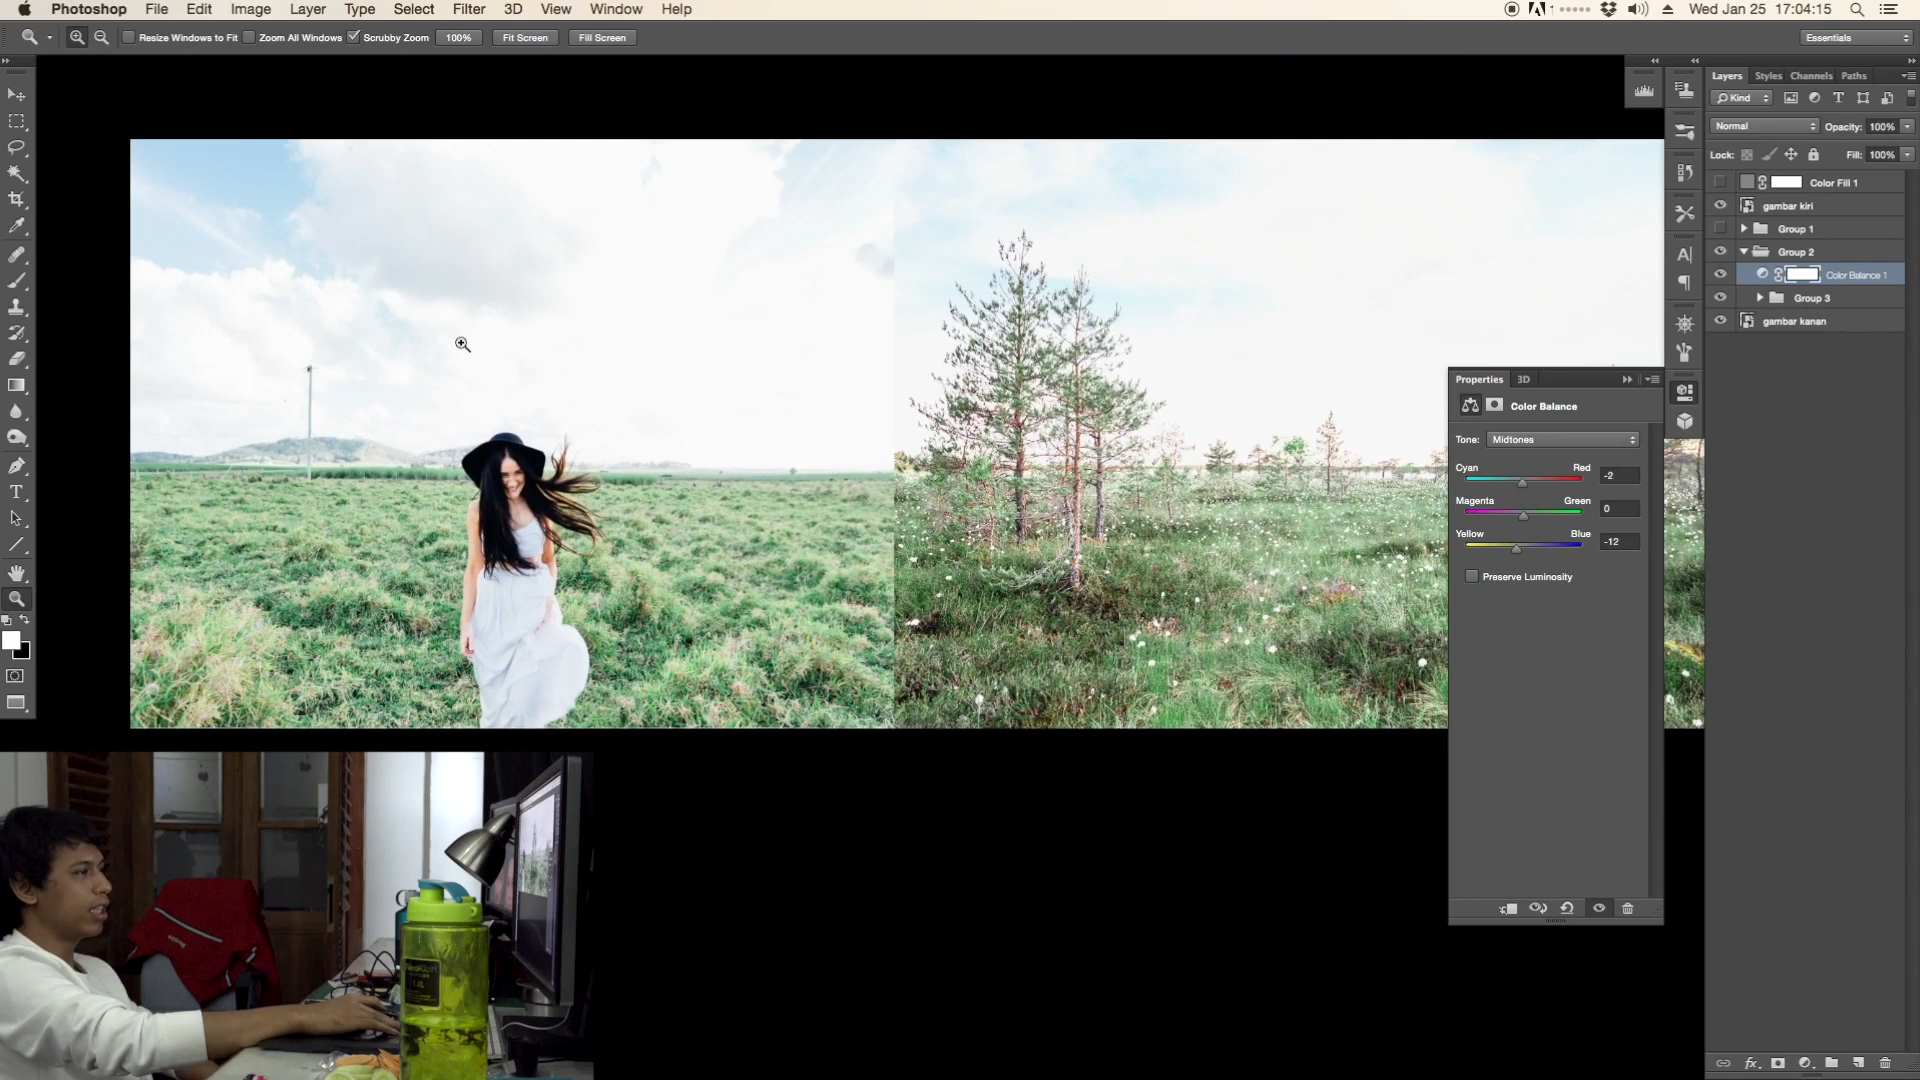 Photoshop File Edit Image Layer Type Select Filter 3D View Window Help
1 Wed Jan 25 17:04:15
Resize Windows to Fit Zoom All Windows Scrubby Zoom 100% Fit Screen Fill Screen Essentials
Layers Styles Channels Paths
Kind
Normal Opacity: 100%
Lock: Fill: 100%
Color Fill 1
gambar kiri
Group 1
Group 2
Color Balance 1
Group 3
gambar kanan
Properties 3D
Color Balance
Tone: Midtones
Cyan Red -2
Magenta Green 0
Yellow Blue -12
Preserve Luminosity